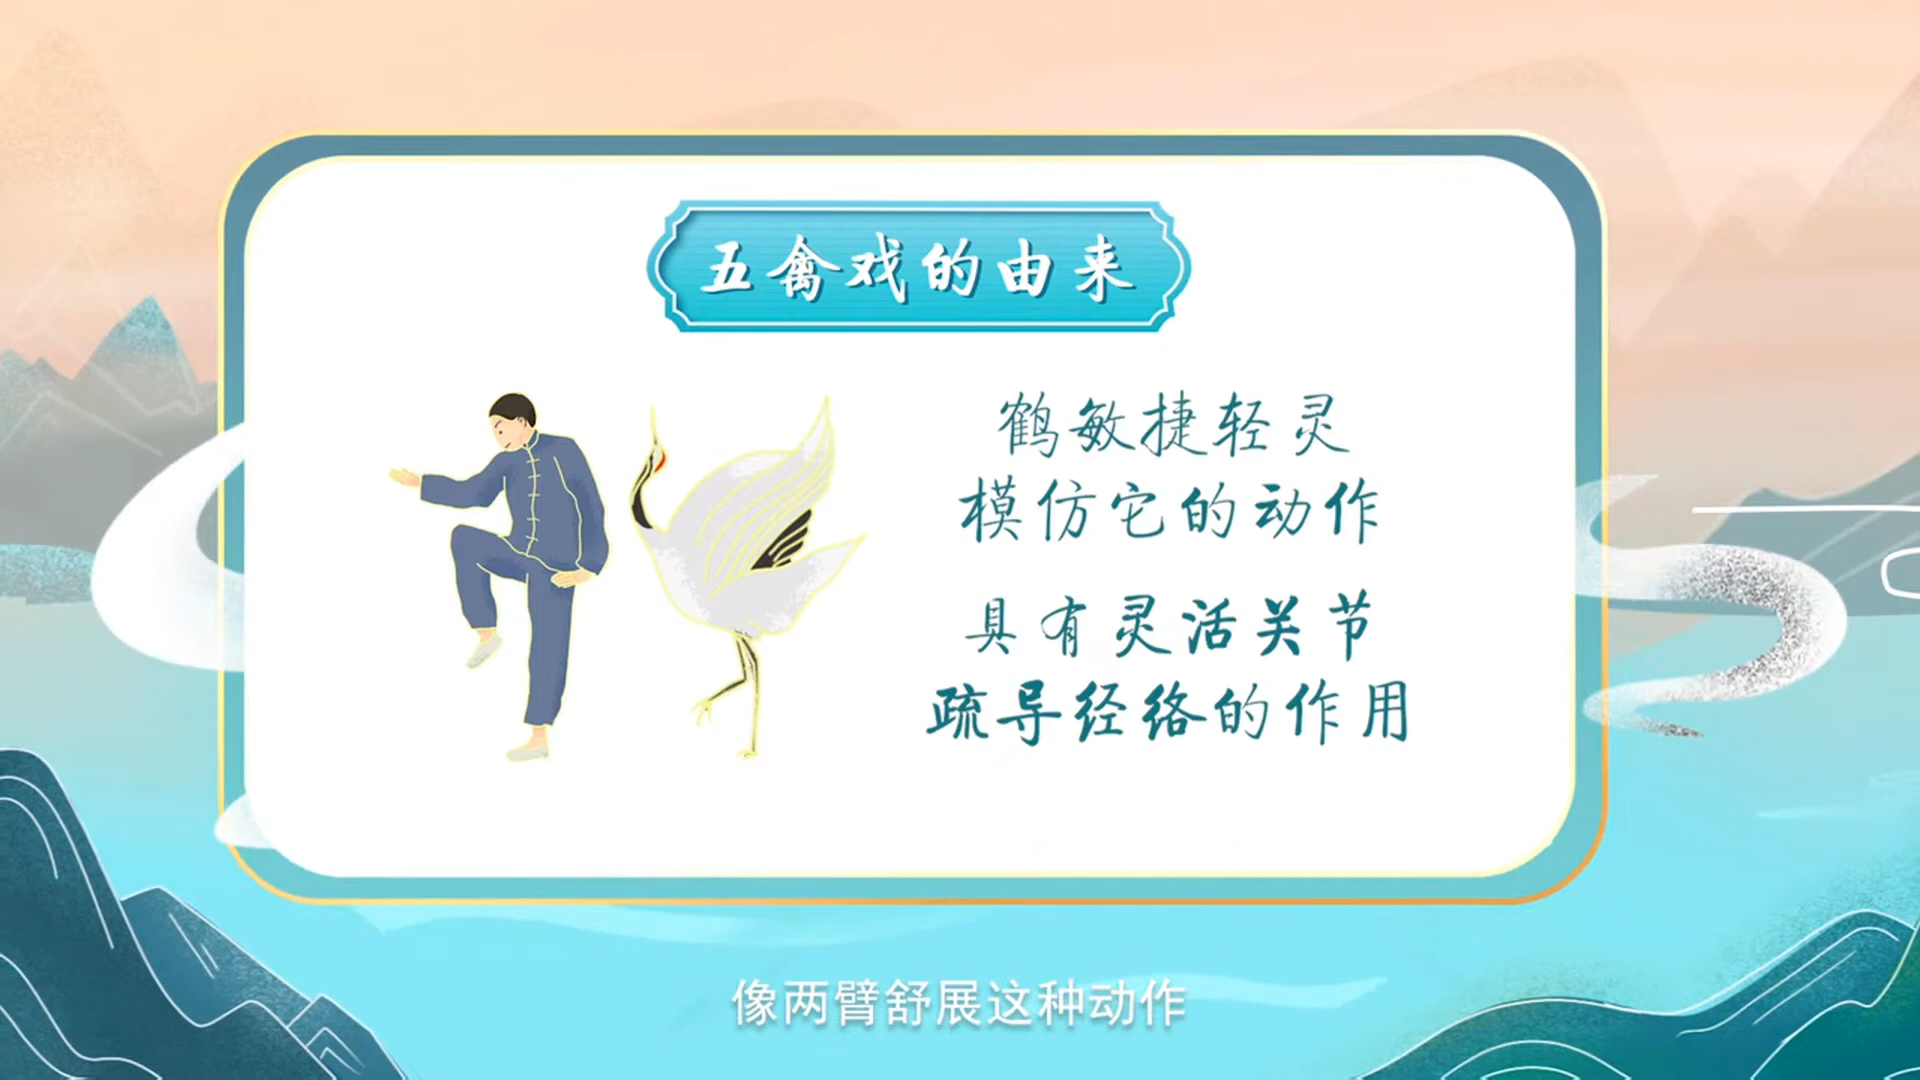 五禽戏的由来
鹤敏捷轻灵
模仿它的动作
具有灵活关节
疏导经络的作用
像两臂舒展这种动作